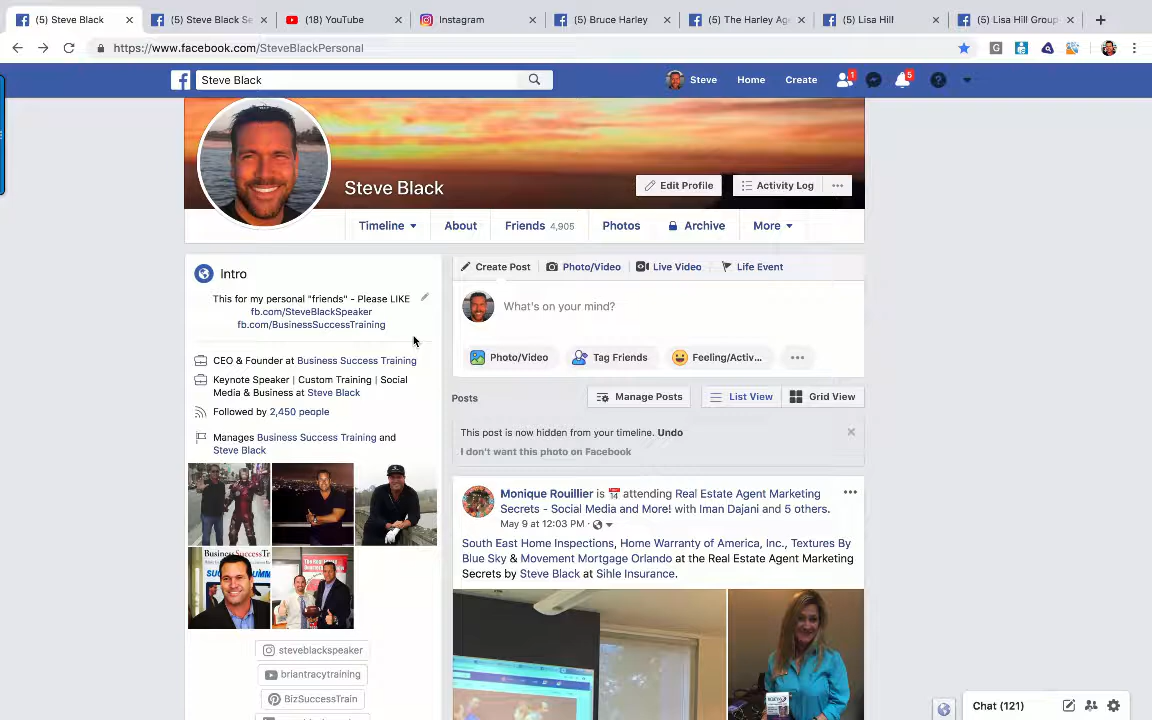 (5) Steve Black
(5) Steve Black Se
(18) YouTube
Instagram
(5) Bruce Harley
(5) The Harley Ag
(5) Lisa Hill
(5) Lisa Hill Group
https://www.facebook.com/SteveBlackPersonal
Steve Black
Steve
Home
Create
1
5
Steve Black
Edit Profile
Activity Log
Timeline
About
Friends 4,905
Photos
Archive
More
Intro
This for my personal "friends" - Please LIKE
fb.com/SteveBlackSpeaker
fb.com/BusinessSuccessTraining
CEO & Founder at Business Success Training
Keynote Speaker | Custom Training | Social
Media & Business at Steve Black
Followed by 2,450 people
Manages Business Success Training and
Steve Black
steveblackspeaker
briantracytraining
BizSuccessTrain
Create Post
Photo/Video
Live Video
Life Event
What's on your mind?
Photo/Video
Tag Friends
Feeling/Activ...
Posts
Manage Posts
List View
Grid View
This post is now hidden from your timeline. Undo
I don't want this photo on Facebook
Monique Rouillier is attending Real Estate Agent Marketing
Secrets - Social Media and More! with Iman Dajani and 5 others.
May 9 at 12:03 PM
South East Home Inspections, Home Warranty of America, Inc., Textures By
Blue Sky & Movement Mortgage Orlando at the Real Estate Agent Marketing
Secrets by Steve Black at Sihle Insurance.
Chat (121)